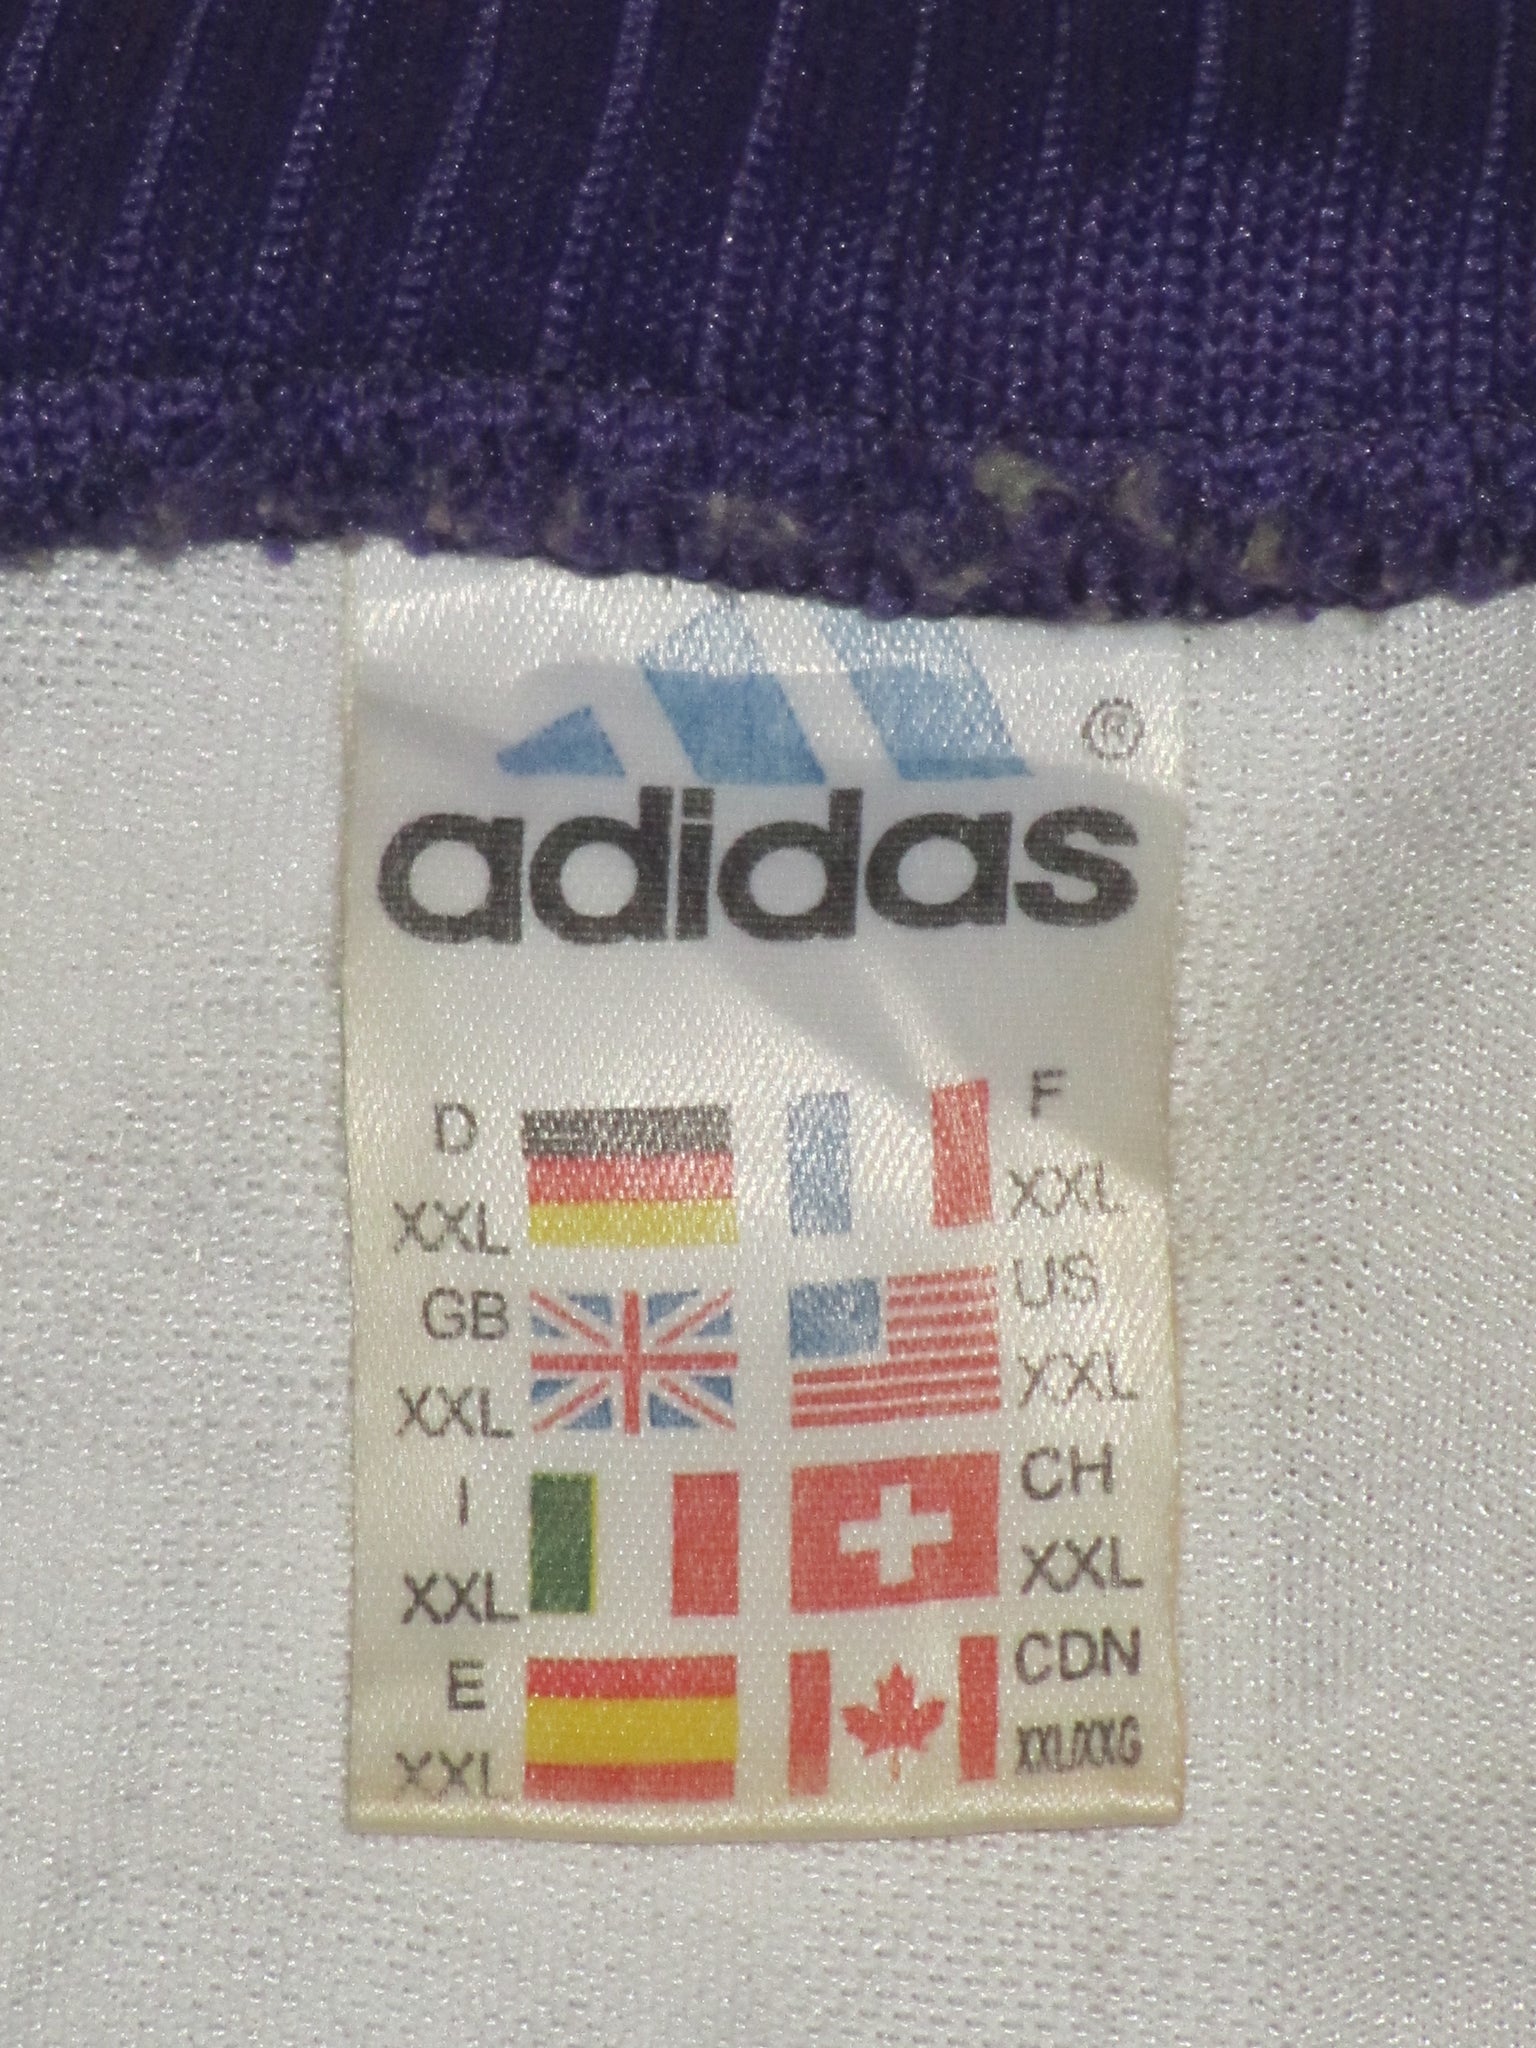 ®
adidas
D
XXL
F
XXL
GB
XXL
US
XXL
I
XXL
CH
XXL
E
XXL
CDN
XXL/XXG